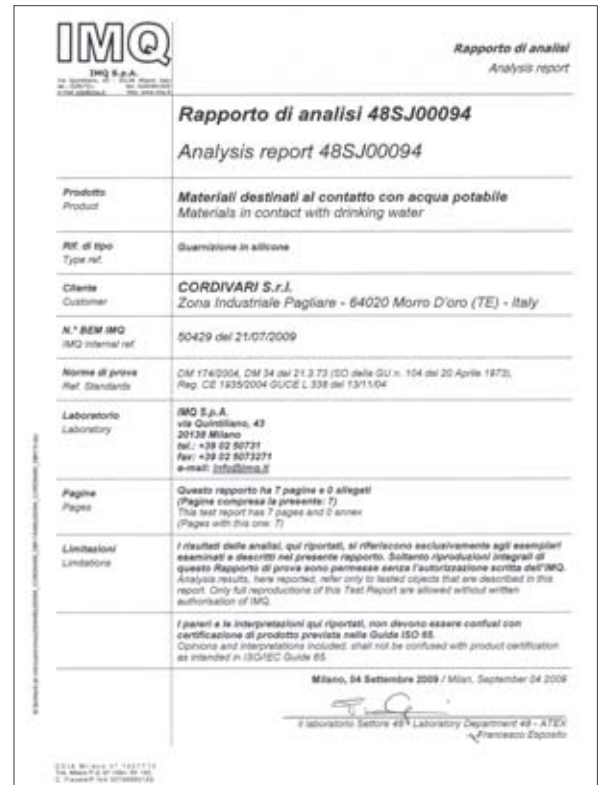 IMQ
IMQ S.p.A.
Rapporto di analisi
Analysis report
Rapporto di analisi 48SJ00094
Analysis report 48SJ00094
Prodotto
Product
Materiali destinati al contatto con acqua potabile
Materials in contact with drinking water
Rif. di tipo
Type ref.
Guarnizione in silicone
Cliente
Customer
CORDIVARI S.r.l.
Zona Industriale Pagliare - 64020 Morro D'oro (TE) - Italy
N.° BEM IMQ
IMQ internal ref.
50429 del 21/07/2009
Norme di prova
Ref. Standards
DM 174/2004, DM 34 del 21.3.73 (SO della GU n. 104 del 20 Aprile 1973),
Reg. CE 1935/2004 GUCE L 338 del 13/11/04
Laboratorio
Laboratory
IMQ S.p.A.
via Quintiliano, 43
20138 Milano
tel.: +39 02 50731
fax: +39 02 5073271
e-mail: info@imq.it
Pagine
Pages
Questo rapporto ha 7 pagine e 0 allegati
(Pagine compresa la presente: 7)
This test report has 7 pages and 0 annex
(Pages with this one: 7)
Limitazioni
Limitations
I risultati delle analisi, qui riportati, si riferiscono esclusivamente agli esemplari
esaminati e descritti nel presente rapporto. Soltanto riproduzioni integrali di
questo Rapporto di prova sono permesse senza l'autorizzazione scritta dell'IMQ.
Analysis results, here reported, refer only to tested objects that are described in this
report. Only full reproductions of this Test Report are allowed without written
authorisation of IMQ.
I pareri e le interpretazioni qui riportati, non devono essere confusi con
certificazione di prodotto prevista nella Guida ISO 65.
Opinions and interpretations included, shall not be confused with product certification
as intended in ISO/IEC Guide 65.
Milano, 04 Settembre 2009 / Milan, September 04 2009
Il laboratorio Settore 48 - Laboratory Department 48 - ATEX
Francesco Esposito